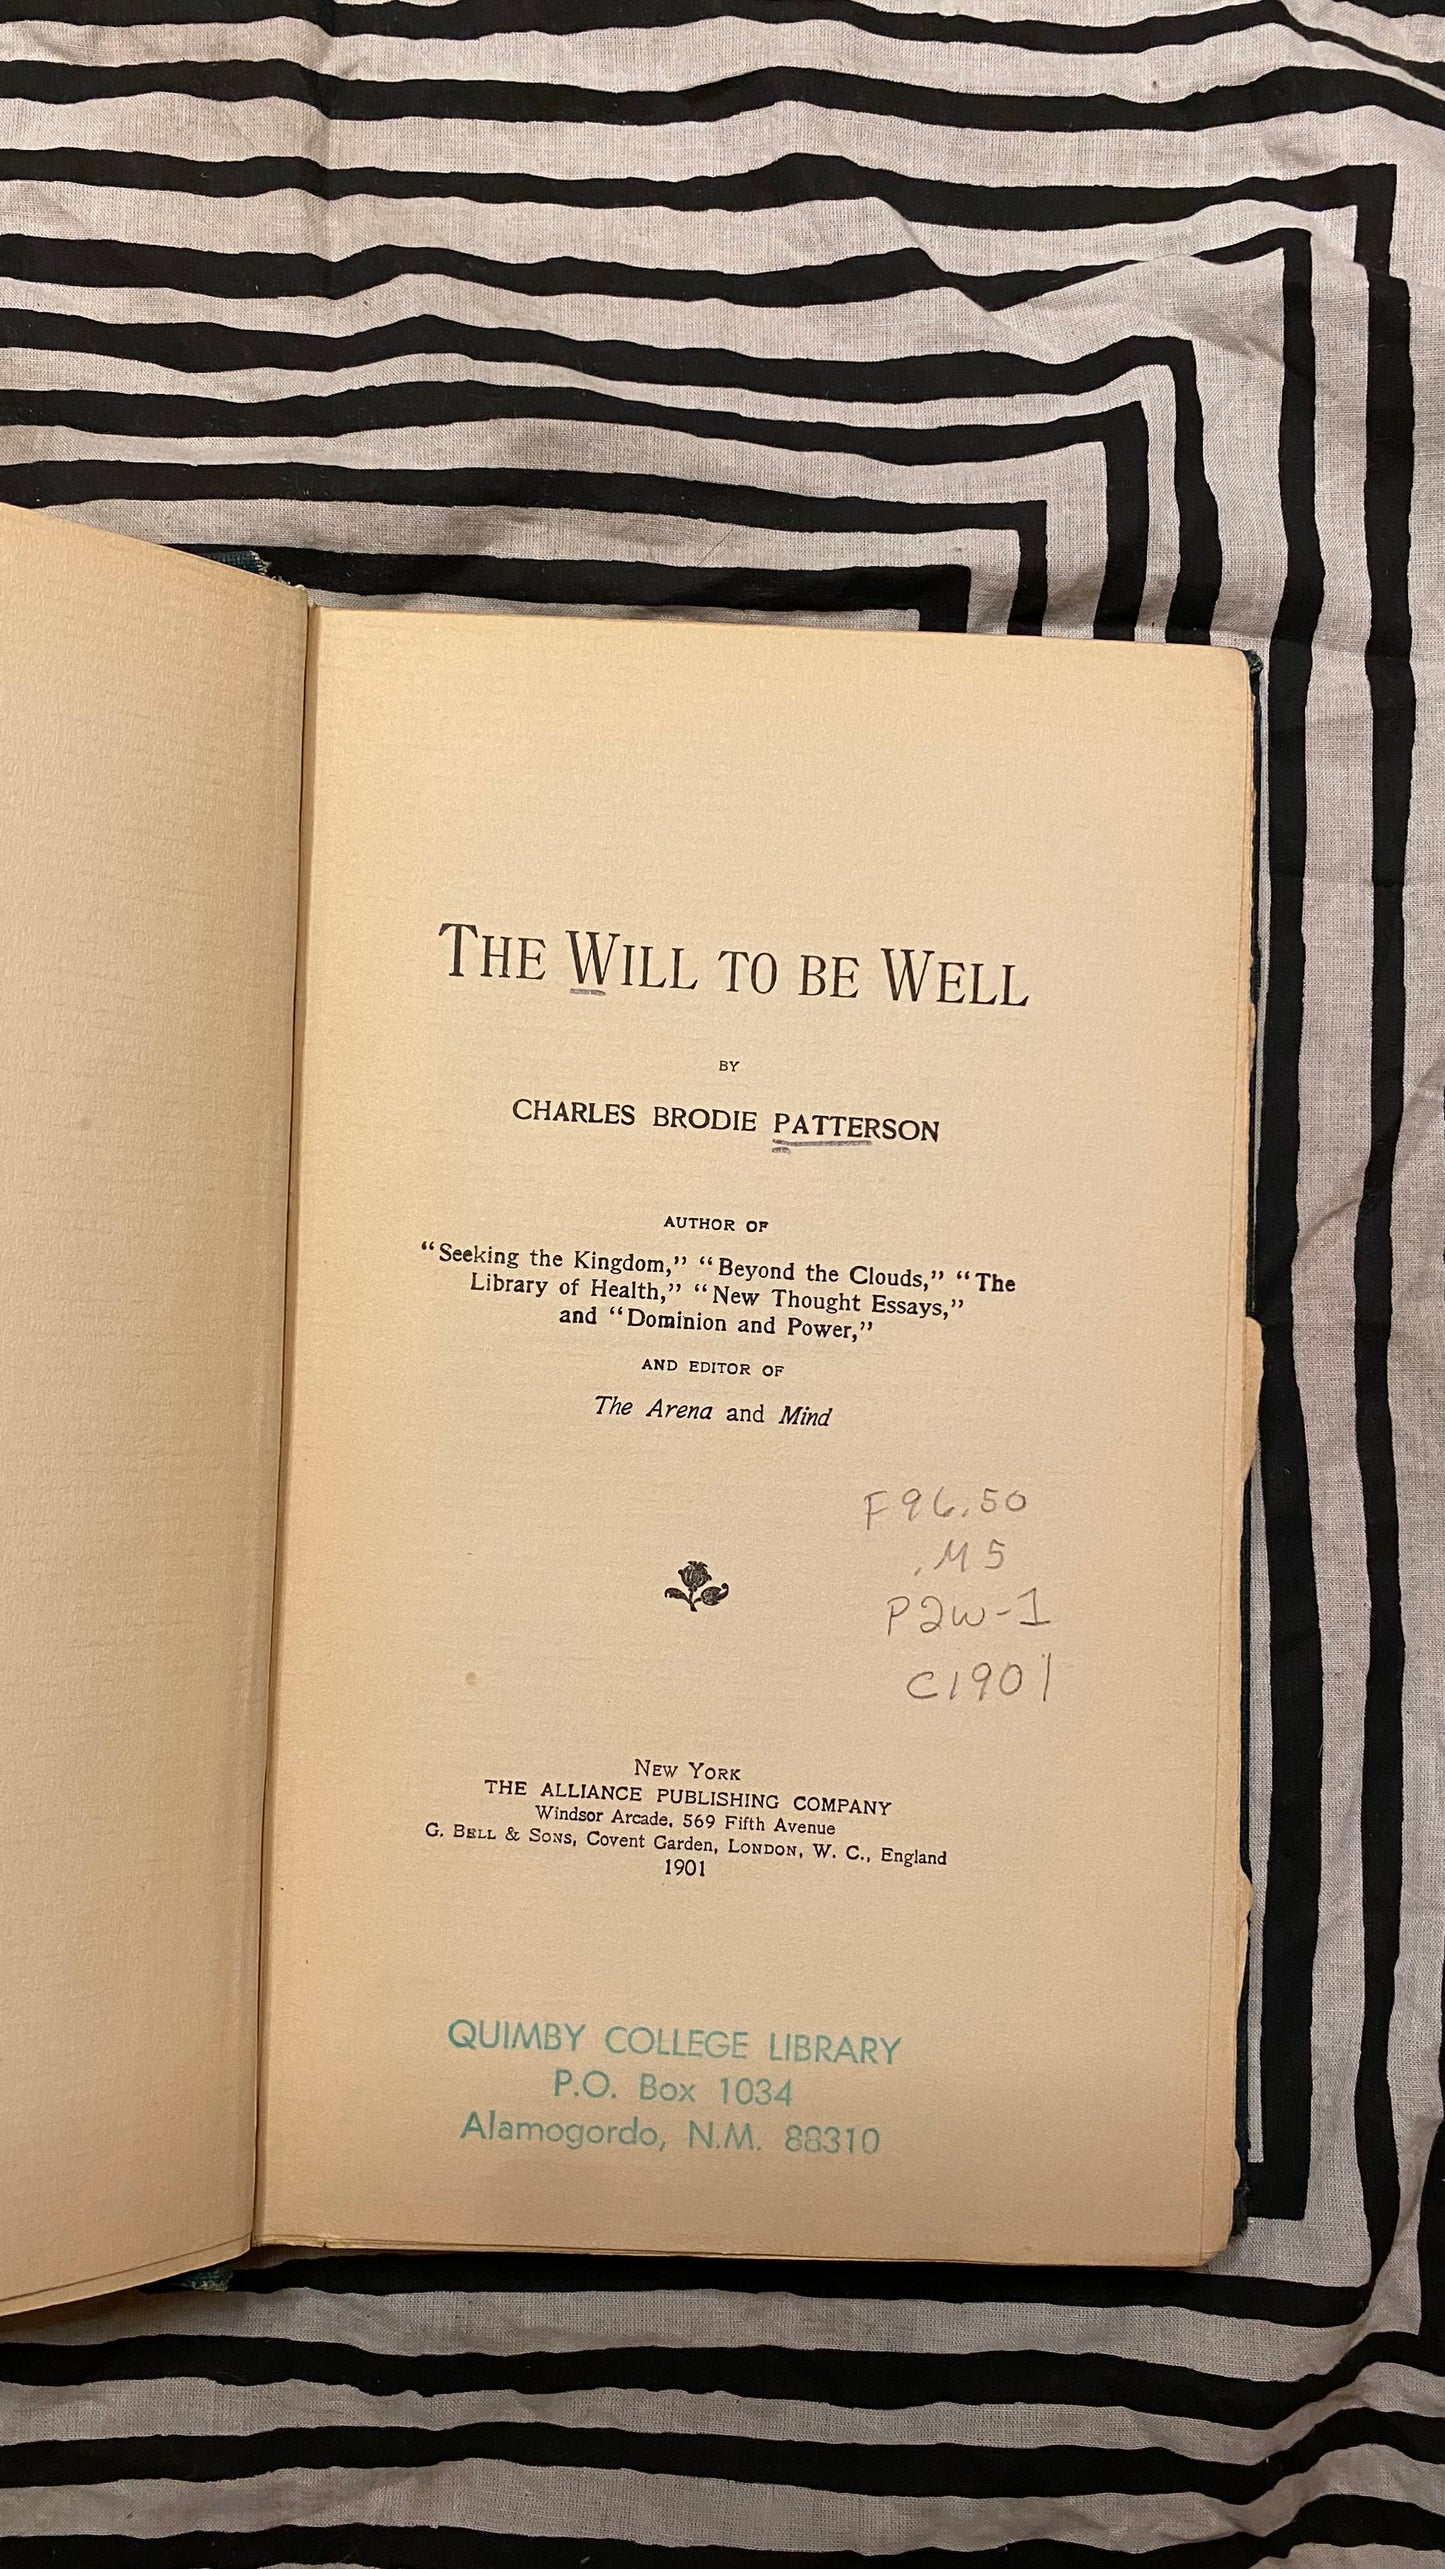 THE WILL TO BE WELL
BY
CHARLES BRODIE PATTERSON
AUTHOR OF
“Seeking the Kingdom,” “Beyond the Clouds,” “The
Library of Health,” “New Thought Essays,”
and “Dominion and Power,”
AND EDITOR OF
The Arena and Mind
F96.50
.M5
P2w-1
C1901
NEW YORK
THE ALLIANCE PUBLISHING COMPANY
Windsor Arcade, 569 Fifth Avenue
G. BELL & SONS, Covent Garden, LONDON, W. C., England
1901
QUIMBY COLLEGE LIBRARY
P.O. Box 1034
Alamogordo, N.M. 88310